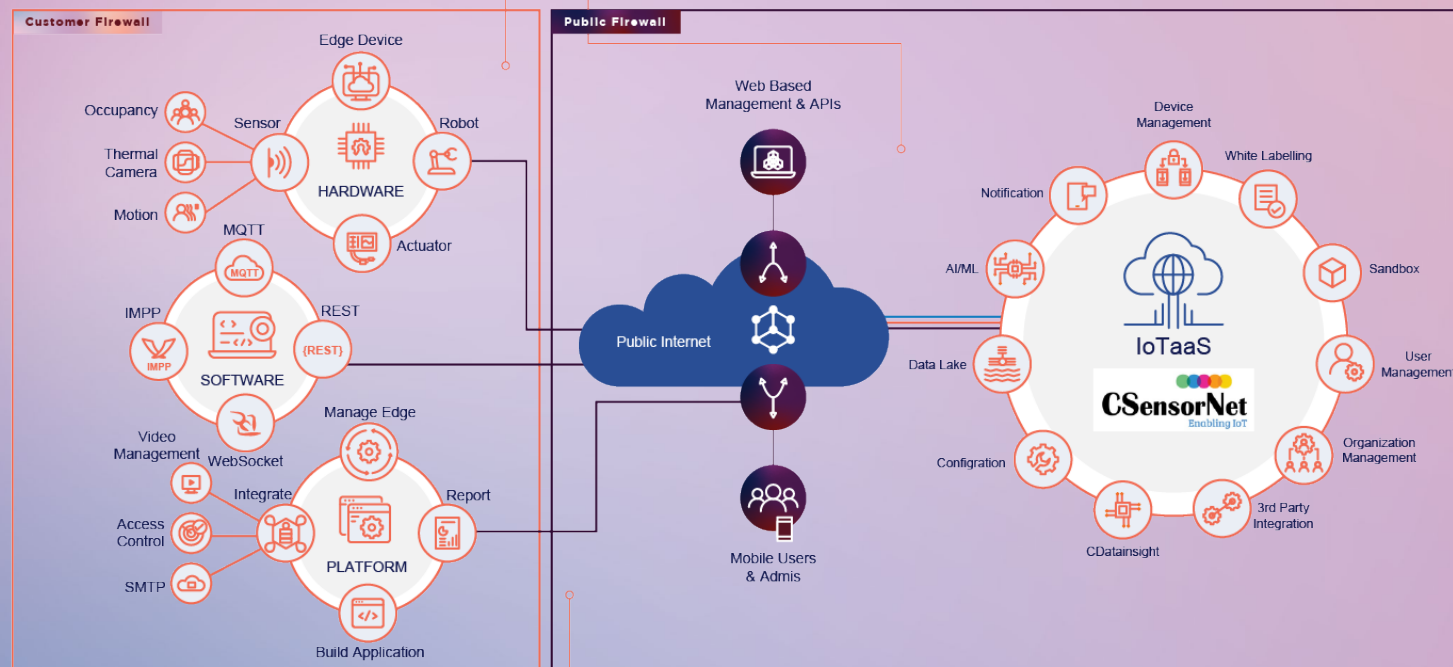 Customer Firewall
Edge Device
Occupancy
Sensor
Robot
Thermal
Camera
HARDWARE
Motion
Actuator
MQTT
MQTT
IMPP
REST
IMPP
{REST}
SOFTWARE
WebSocket
Manage Edge
Video
Management
Integrate
Report
Access
Control
PLATFORM
SMTP
Build Application
Public Firewall
Web Based
Management & APIs
Public Internet
Mobile Users
& Admis
Device
Management
White Labelling
Notification
AI/ML
Sandbox
IoTaaS
Data Lake
User
Management
CSensorNet
Enabling IoT
Configration
Organization
Management
3rd Party
Integration
CDatainsight